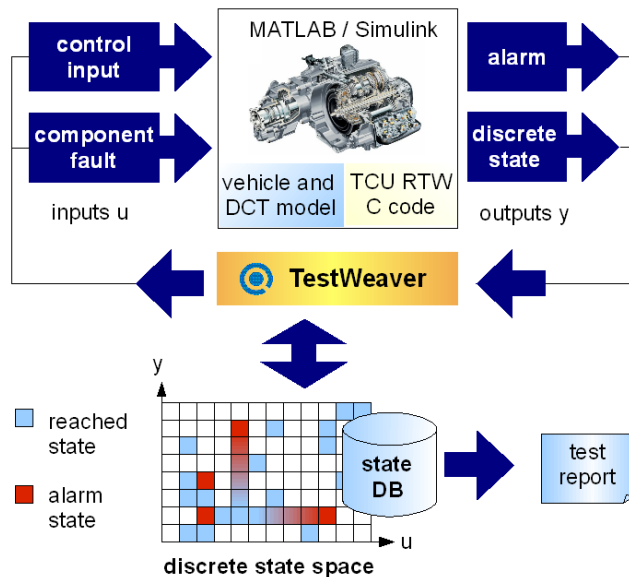 control
input
MATLAB / Simulink
alarm
component
fault
discrete
state
vehicle and
DCT model
TCU RTW
C code
inputs u
outputs y
TestWeaver
y
reached
state
alarm
state
state
DB
test
report
u
discrete state space